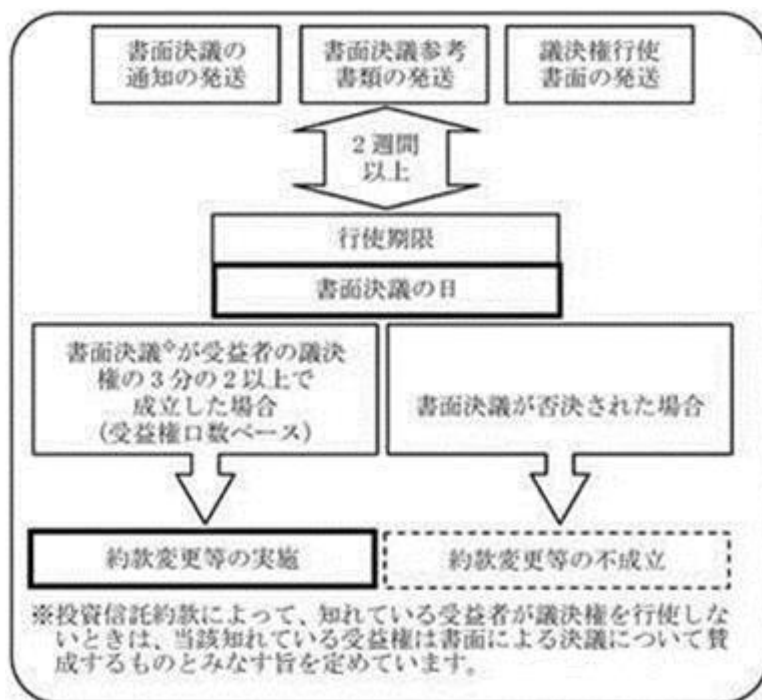 書面決議の
通知の発送
書面決議参考
書類の発送
議決権行使
書面の発送
2週間
以上
行使期限
書面決議の日
書面決議※が受益者の議決
権の3分の2以上で
成立した場合
(受益権口数ベース)
書面決議が否決された場合
約款変更等の実施
約款変更等の不成立
※投資信託約款によって、知れている受益者が議決権を行使しな
いときは、当該知れている受益権は書面による決議について賛
成するものとみなす旨を定めています。